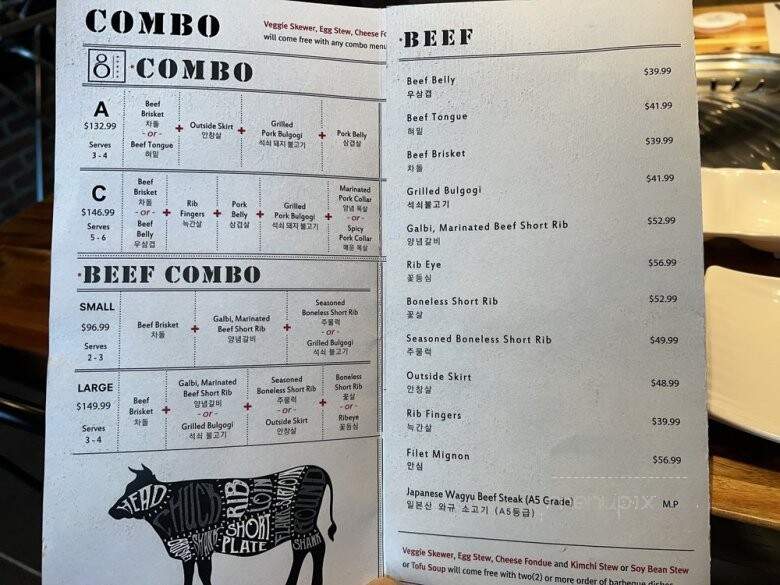 COMBO
Veggie Skewer, Egg Stew, Cheese
will come free with any combo menu
8 COMBO
A
$132.99
Serves
3 - 4
Beef
Brisket
차돌
- or -
Beef Tongue
혀밑
+
Outside Skirt
안창살
+
Grilled
Pork Bulgogi
석쇠 돼지 불고기
+
Pork Belly
삼겹살
C
$146.99
Serves
5 - 6
Beef
Brisket
차돌
- or -
Beef
Belly
우삼겹
+
Rib
Fingers
늑간살
+
Pork
Belly
삼겹살
+
Grilled
Pork Bulgogi
석쇠 돼지 불고기
+
Marinated
Pork Collar
양념 목살
- or -
Spicy
Pork Collar
매운 목살
·BEEF COMBO
SMALL
$96.99
Serves
2 - 3
Beef Brisket
차돌
+
Galbi, Marinated
Beef Short Rib
양념갈비
+
Seasoned
Boneless Short Rib
주물럭
- or -
Grilled Bulgogi
석쇠 불고기
LARGE
$149.99
Serves
3 - 4
Beef
Brisket
차돌
+
Galbi, Marinated
Beef Short Rib
양념갈비
- or -
Grilled Bulgogi
석쇠 불고기
+
Seasoned
Boneless Short Rib
주물럭
- or -
Outside Skirt
안창살
+
Boneless
Short Rib
꽃살
- or -
Ribeye
꽃등심
HEAD
CHUCK
RIB
SHORT
PLATE
SHANK
·BEEF
Beef Belly $39.99
우삼겹
Beef Tongue $41.99
혀밑
Beef Brisket $39.99
차돌
Grilled Bulgogi $41.99
석쇠불고기
Galbi, Marinated Beef Short Rib $52.99
양념갈비
Rib Eye $56.99
꽃등심
Boneless Short Rib $52.99
꽃살
Seasoned Boneless Short Rib $49.99
주물럭
Outside Skirt $48.99
안창살
Rib Fingers $39.99
늑간살
Filet Mignon $56.99
안심
Japanese Wagyu Beef Steak (A5 Grade) M.P
일본산 와규 소고기 (A5등급)
Veggie Skewer, Egg Stew, Cheese Fondue and Kimchi Stew or Soy Bean Stew
or Tofu Soup will come free with two(2) or more order of barbeque dishes